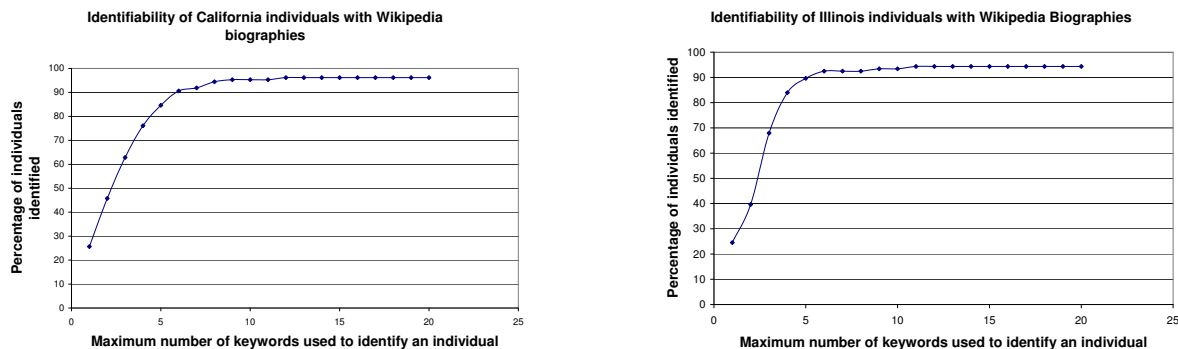 Identifiability of California individuals with Wikipedia
biographies
Percentage of individuals
identified
100
90
80
70
60
50
40
30
20
10
0
0 5 10 15 20 25
Maximum number of keywords used to identify an individual
Identifiability of Illinois individuals with Wikipedia Biographies
Percentage of individuals identified
100
90
80
70
60
50
40
30
20
10
0
0 5 10 15 20 25
Maximum number of keywords used to identify an individual